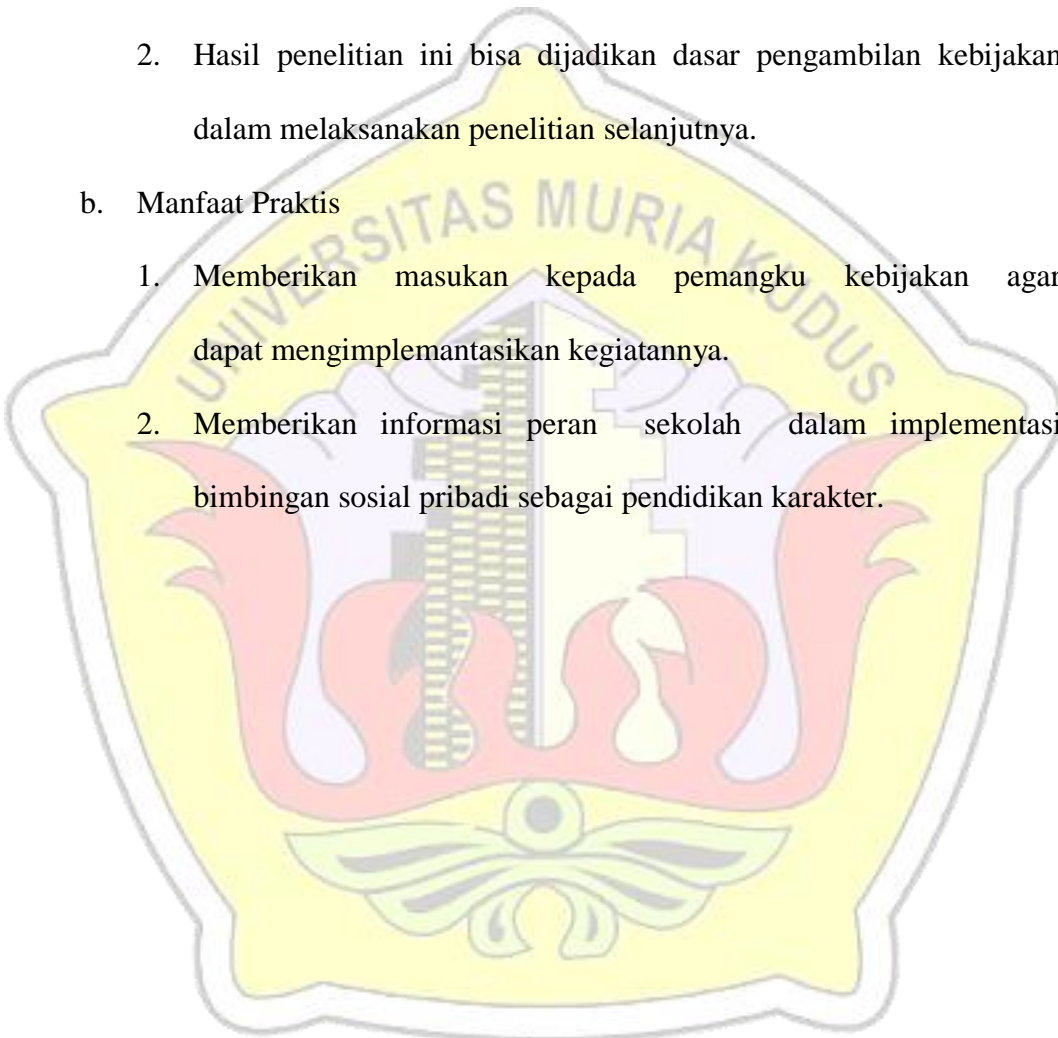 2. Hasil penelitian ini bisa dijadikan dasar pengambilan kebijakan
dalam melaksanakan penelitian selanjutnya.
b. Manfaat Praktis
UNIVERSITAS MURIA KUDUS
1. Memberikan masukan kepada pemangku kebijakan agar
dapat mengimplemantasikan kegiatannya.
2. Memberikan informasi peran sekolah dalam implementasi
bimbingan sosial pribadi sebagai pendidikan karakter.